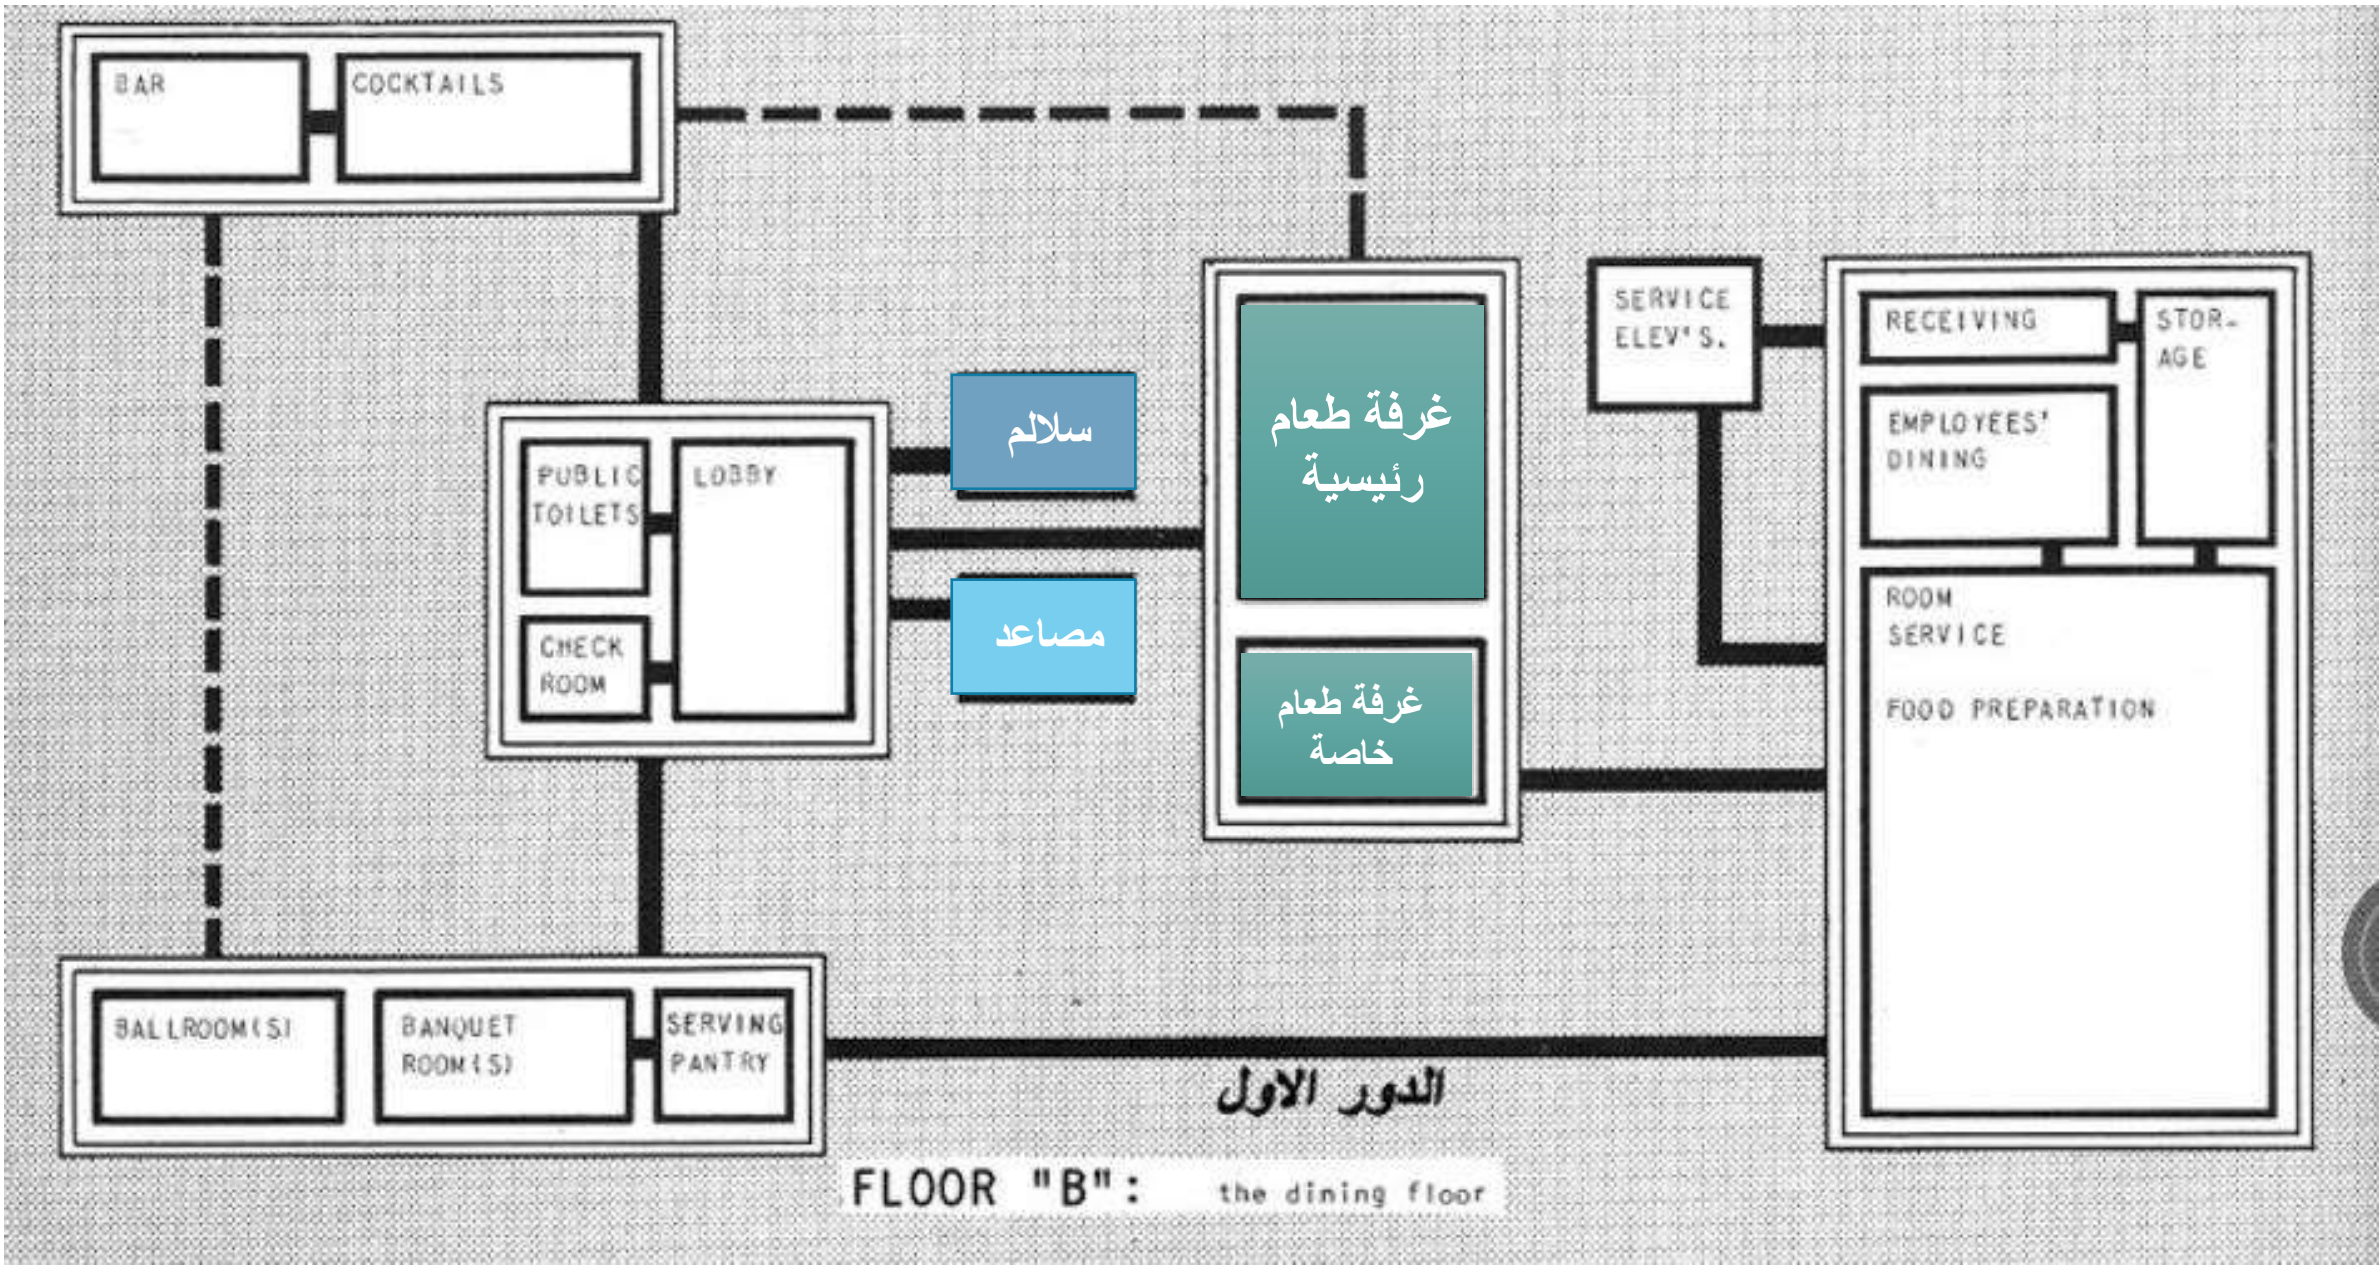 BAR
COCKTAILS
SERVICE
ELEV'S.
RECEIVING
STOR-
AGE
EMPLOYEES'
DINING
سلالم
غرفة طعام
رئيسية
PUBLIC
TOILETS
LOBBY
مصاعد
CHECK
ROOM
غرفة طعام
خاصة
ROOM
SERVICE
FOOD PREPARATION
BALLROOM(S)
BANQUET
ROOM(S)
SERVING
PANTRY
الدور الاول
FLOOR "B": the dining floor